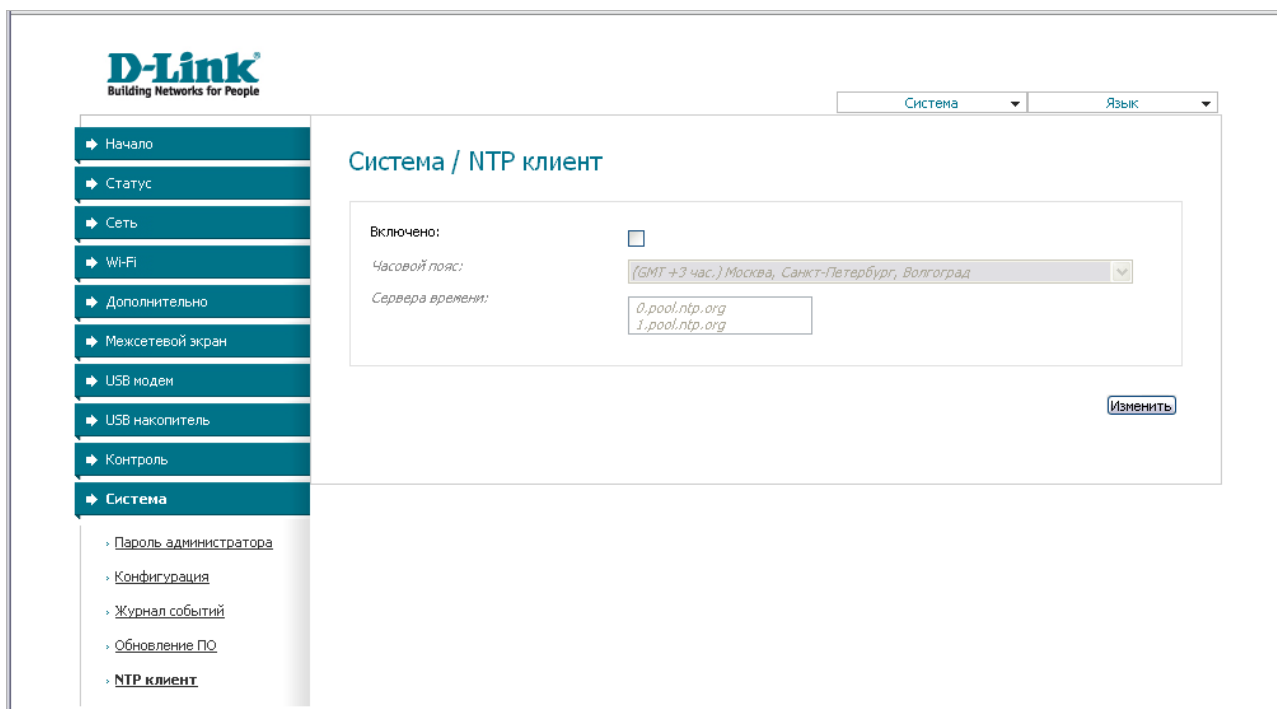 D-Link
Building Networks for People
Система
Язык
Начало
Статус
Сеть
Wi-Fi
Дополнительно
Межсетевой экран
USB модем
USB накопитель
Контроль
Система
Пароль администратора
Конфигурация
Журнал событий
Обновление ПО
NTP клиент
Система / NTP клиент
Включено:
Часовой пояс:
(GMT +3 час.) Москва, Санкт-Петербург, Волгоград
Сервера времени:
0.pool.ntp.org
1.pool.ntp.org
Изменить